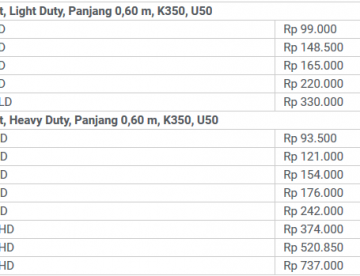 t, Light Duty, Panjang 0,60 m, K350, U50
D Rp 99.000
D Rp 148.500
D Rp 165.000
D Rp 220.000
LD Rp 330.000
t, Heavy Duty, Panjang 0,60 m, K350, U50
D Rp 93.500
D Rp 121.000
D Rp 154.000
D Rp 176.000
D Rp 242.000
HD Rp 374.000
HD Rp 520.850
HD Rp 737.000